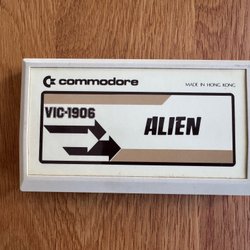 commodore MADE IN HONG KONG
VIC-1906
ALIEN